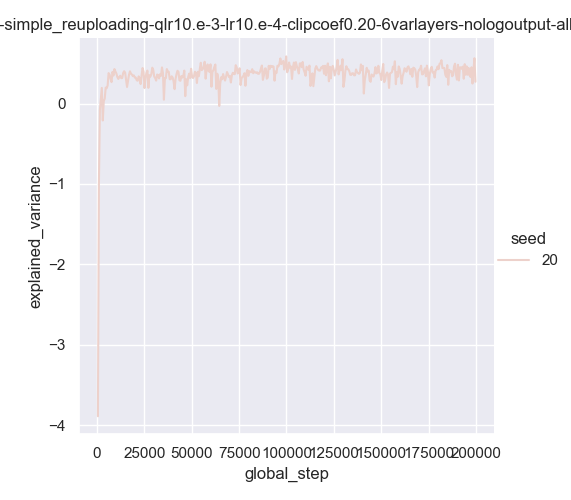 -simple_reuploading-qlr10.e-3-lr10.e-4-clipcoef0.20-6varlayers-nologoutput-all
explained_variance
0
−1
−2
−3
−4
0 25000 50000 75000 100000 125000 150000 175000 200000
global_step
seed
20